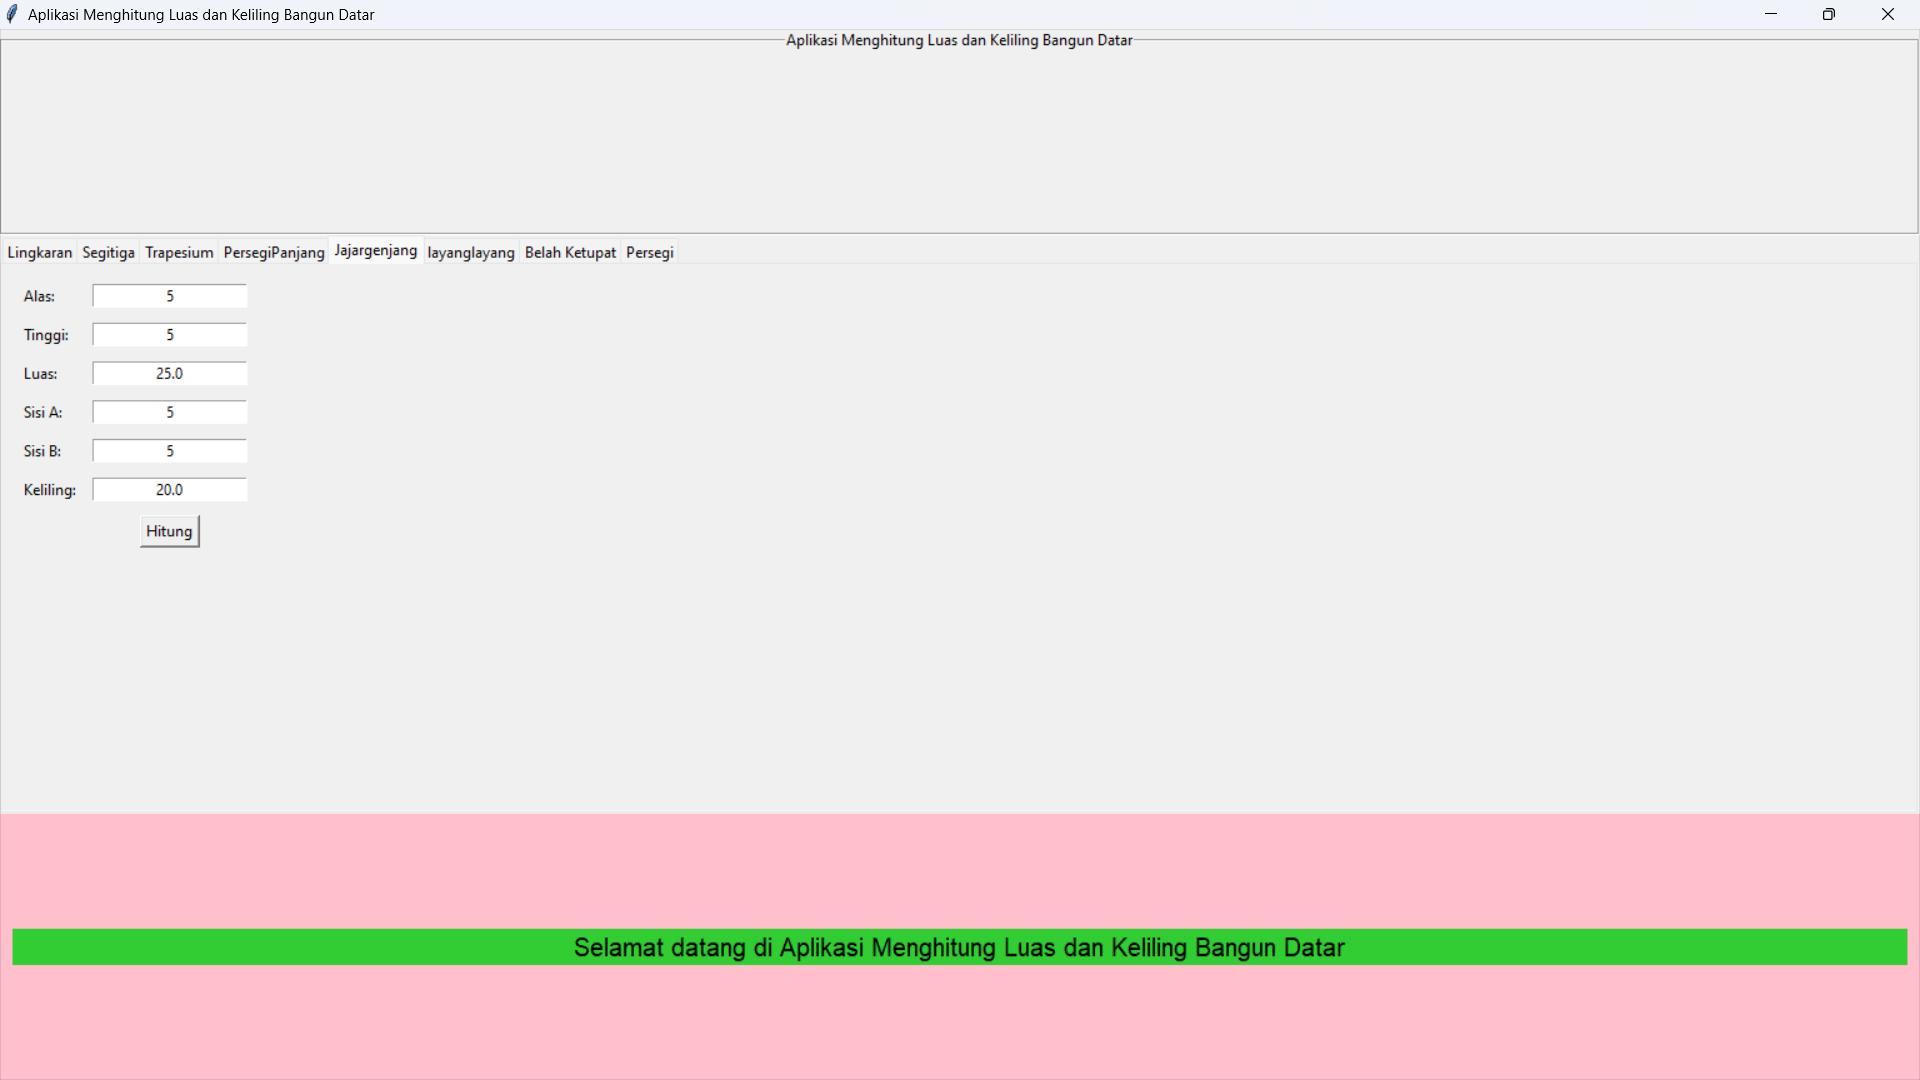 Aplikasi Menghitung Luas dan Keliling Bangun Datar
Aplikasi Menghitung Luas dan Keliling Bangun Datar
Lingkaran Segitiga Trapesium PersegiPanjang Jajargenjang layanglayang Belah Ketupat Persegi
Alas: 5
Tinggi: 5
Luas: 25.0
Sisi A: 5
Sisi B: 5
Keliling: 20.0
Hitung
Selamat datang di Aplikasi Menghitung Luas dan Keliling Bangun Datar